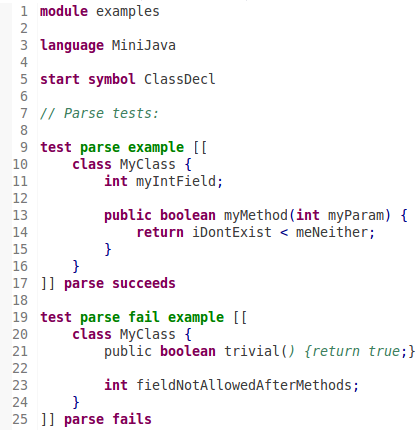 1 module examples
2
3 language MiniJava
4
5 start symbol ClassDecl
6
7 // Parse tests:
8
9 test parse example [[
10     class MyClass {
11         int myIntField;
12
13         public boolean myMethod(int myParam) {
14             return iDontExist < meNeither;
15         }
16     }
17 ]] parse succeeds
18
19 test parse fail example [[
20     class MyClass {
21         public boolean trivial() {return true;}
22
23         int fieldNotAllowedAfterMethods;
24     }
25 ]] parse fails